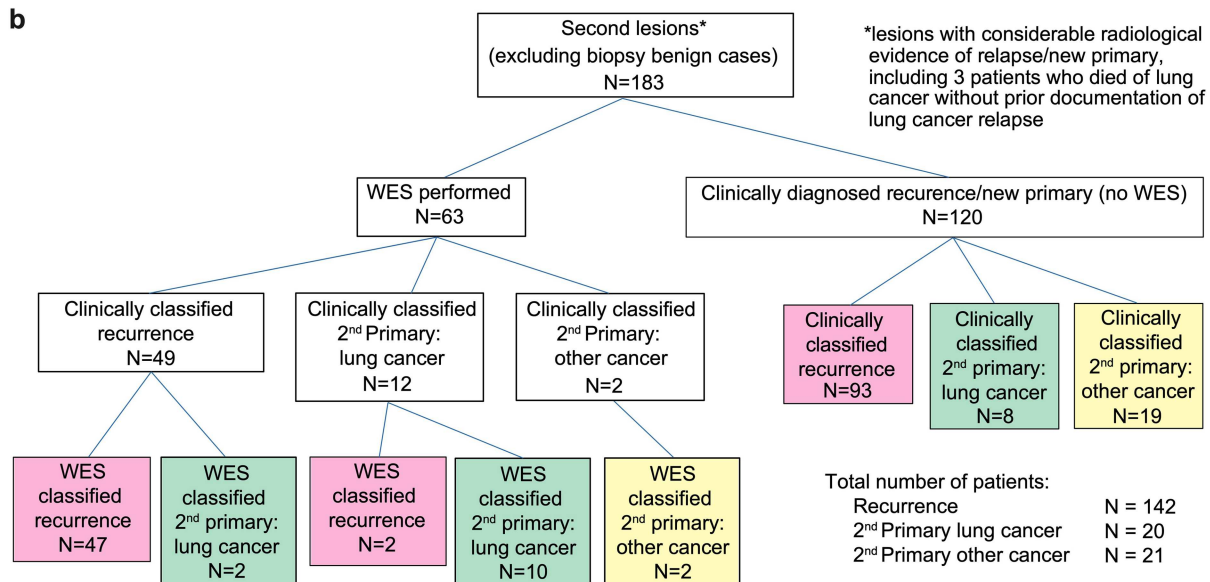 b
Second lesions*
(excluding biopsy benign cases)
N=183
*lesions with considerable radiological
evidence of relapse/new primary,
including 3 patients who died of lung
cancer without prior documentation of
lung cancer relapse
WES performed
N=63
Clinically diagnosed recurence/new primary (no WES)
N=120
Clinically classified
recurrence
N=49
Clinically classified
2nd Primary:
lung cancer
N=12
Clinically classified
2nd Primary:
other cancer
N=2
Clinically
classified
recurrence
N=93
Clinically
classified
2nd primary:
lung cancer
N=8
Clinically
classified
2nd primary:
other cancer
N=19
WES
classified
recurrence
N=47
WES
classified
2nd primary:
lung cancer
N=2
WES
classified
recurrence
N=2
WES
classified
2nd primary:
lung cancer
N=10
WES
classified
2nd primary:
other cancer
N=2
Total number of patients:
Recurrence N = 142
2nd Primary lung cancer N = 20
2nd Primary other cancer N = 21